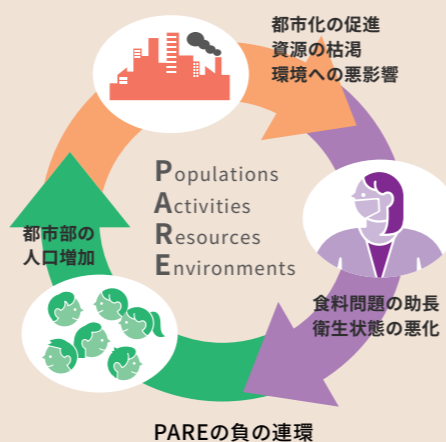 都市化の促進
資源の枯渇
環境への悪影響
Populations
Activities
Resources
Environments
都市部の
人口増加
食料問題の助長
衛生状態の悪化
PAREの負の連環